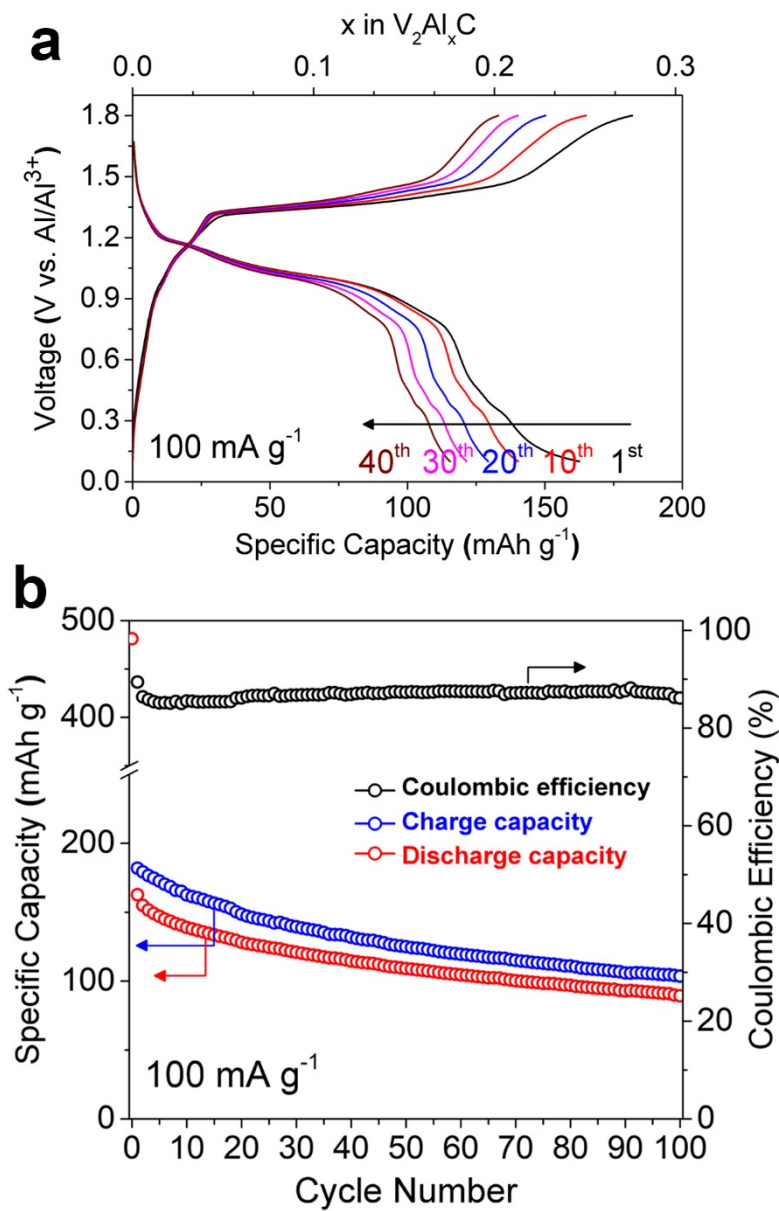 a
x in V₂AlₓC
0.0 0.1 0.2 0.3
Voltage (V vs. Al/Al³⁺)
1.8
1.5
1.2
0.9
0.6
0.3
0.0
100 mA g⁻¹
40ᵗʰ 30ᵗʰ 20ᵗʰ 10ᵗʰ 1ˢᵗ
0 50 100 150 200
Specific Capacity (mAh g⁻¹)
b
Specific Capacity (mAh g⁻¹)
500
400
200
100
0
Coulombic efficiency
Charge capacity
Discharge capacity
100 mA g⁻¹
100
80
60
40
20
0
Coulombic Efficiency (%)
0 10 20 30 40 50 60 70 80 90 100
Cycle Number